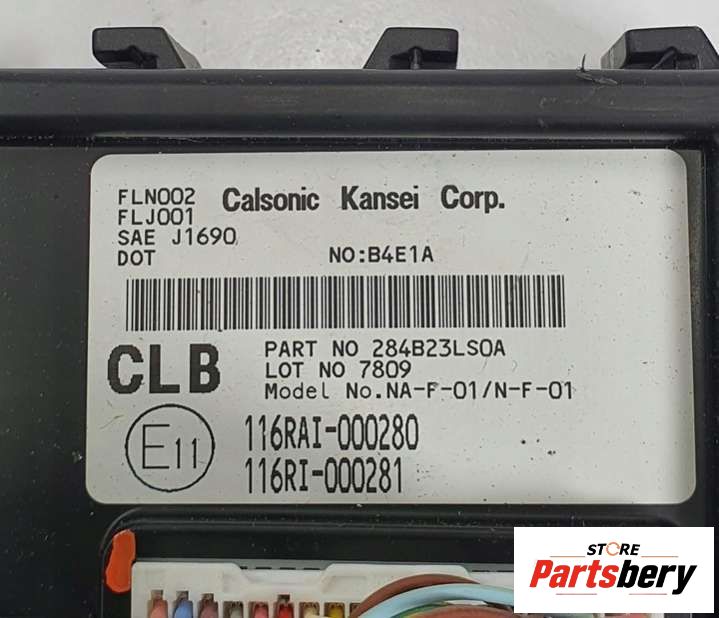 FLN002 Calsonic Kansei Corp.
FLJ001
SAE J1690
DOT NO:B4E1A
CLB
PART NO 284B23LS0A
LOT NO 7809
Model No.NA-F-01/N-F-01
E11
116RAI-000280
116RI-000281
STORE
Partsbery